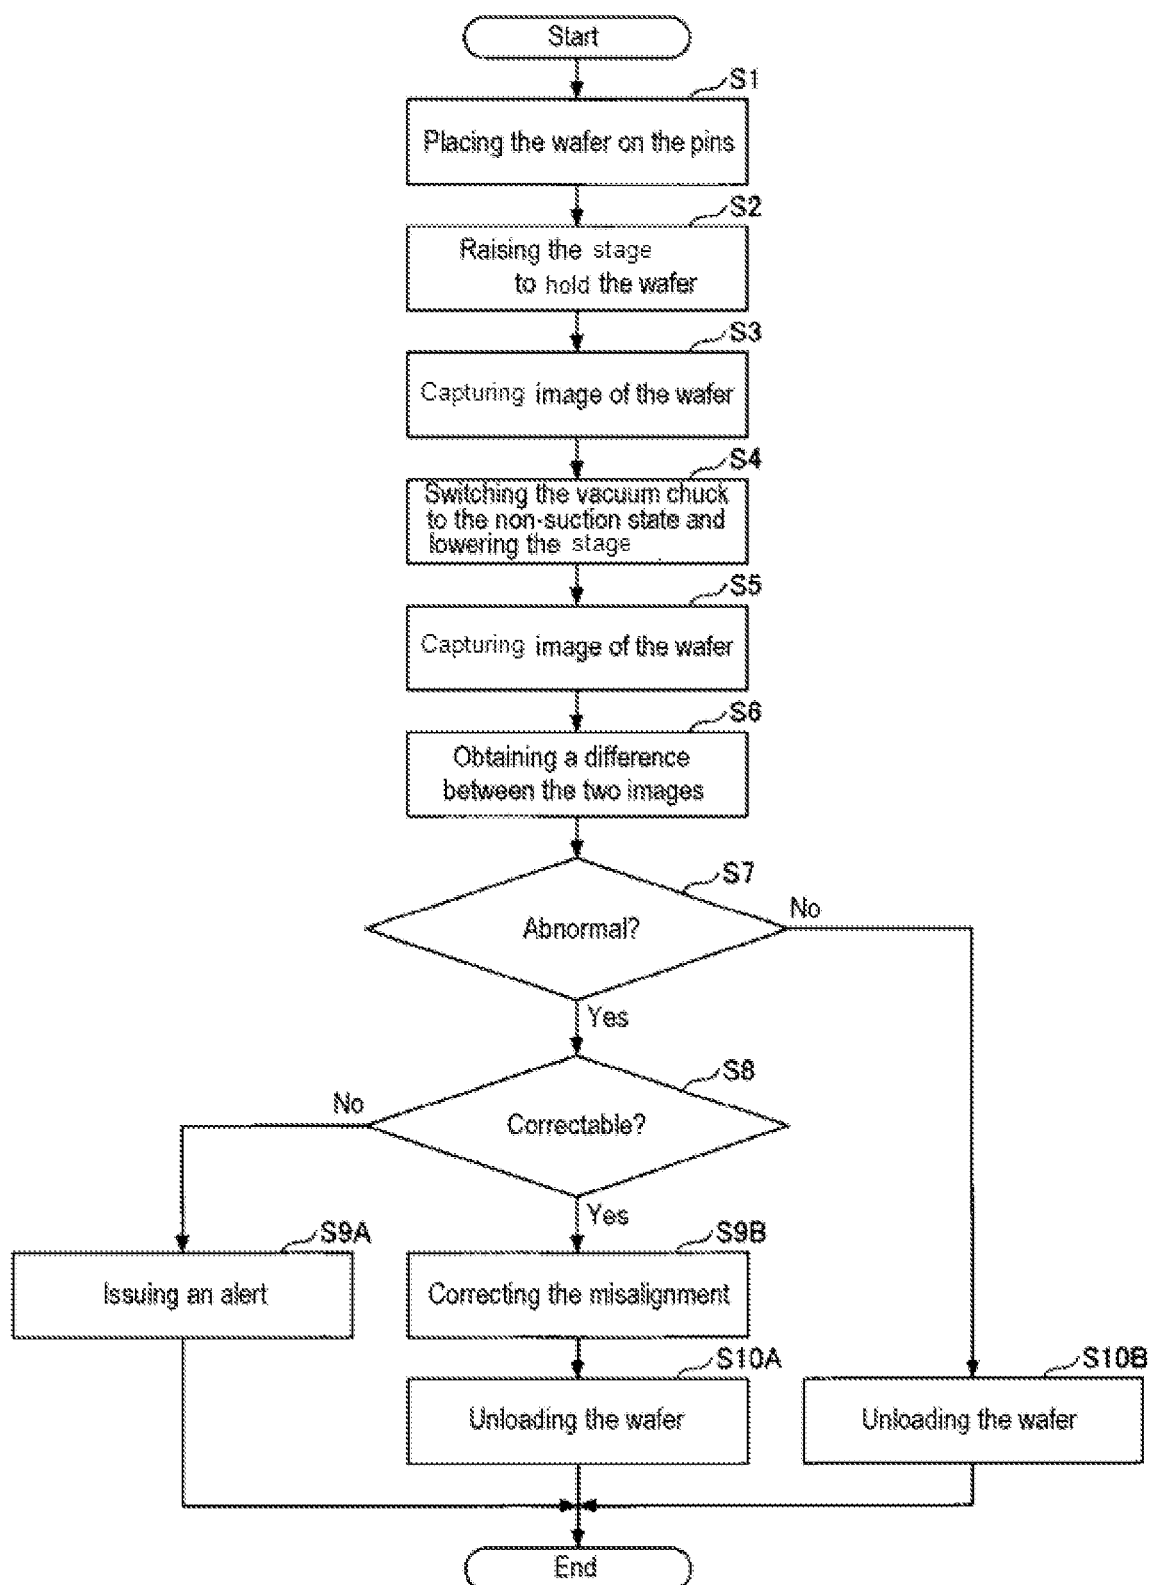 Start
S1
Placing the wafer on the pins
S2
Raising the stage
to hold the wafer
S3
Capturing image of the wafer
S4
Switching the vacuum chuck
to the non-suction state and
lowering the stage
S5
Capturing image of the wafer
S6
Obtaining a difference
between the two images
S7
Abnormal?
No
Yes
S8
No
Correctable?
Yes
S9A
Issuing an alert
S9B
Correcting the misalignment
S10A
Unloading the wafer
S10B
Unloading the wafer
End